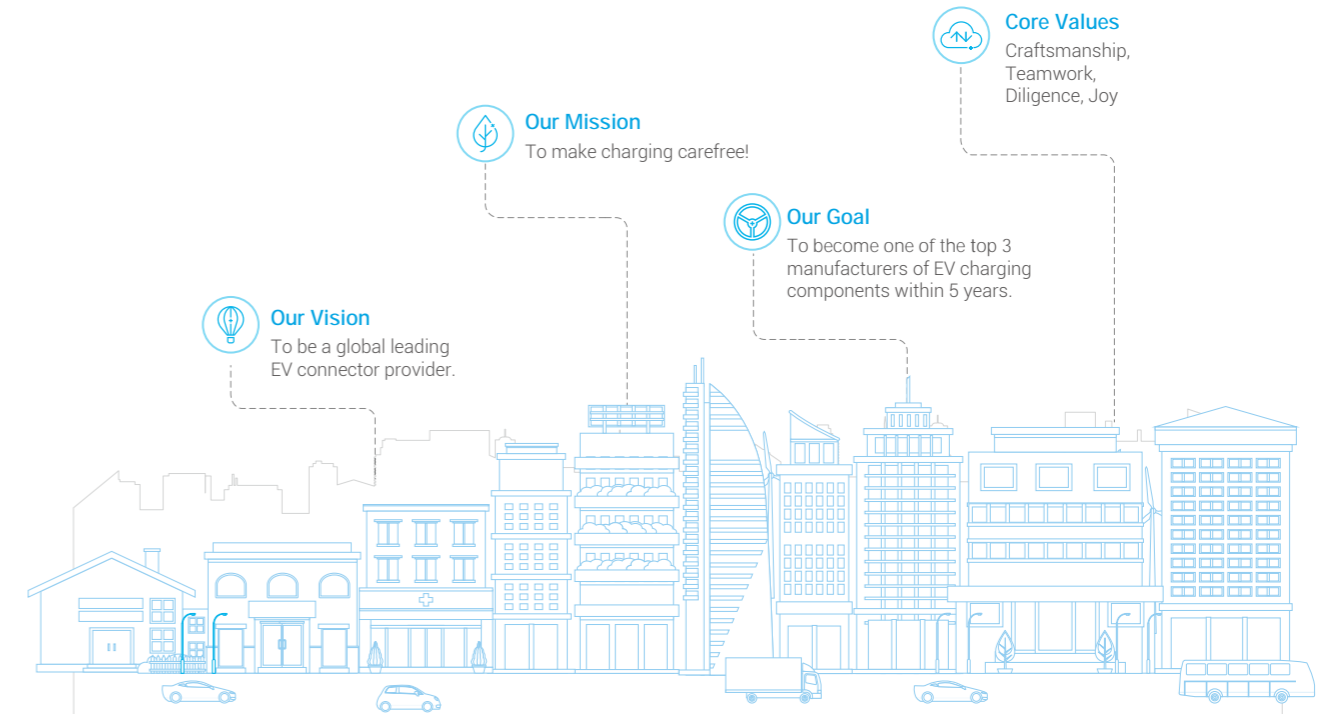 Core Values
Craftsmanship,
Teamwork,
Diligence, Joy
Our Mission
To make charging carefree!
Our Goal
To become one of the top 3
manufacturers of EV charging
components within 5 years.
Our Vision
To be a global leading
EV connector provider.